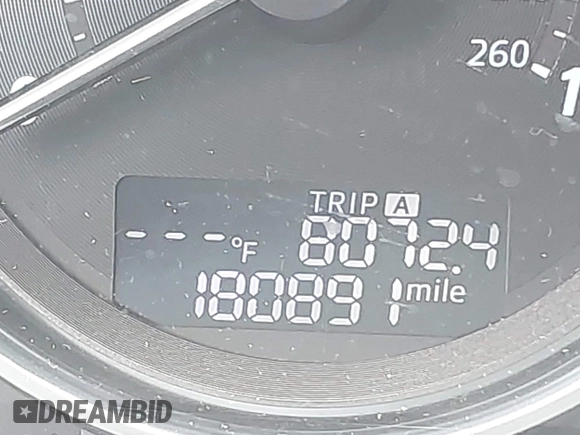 260
TRIP A
---°F 8072.4
180891 mile
DREAMBID